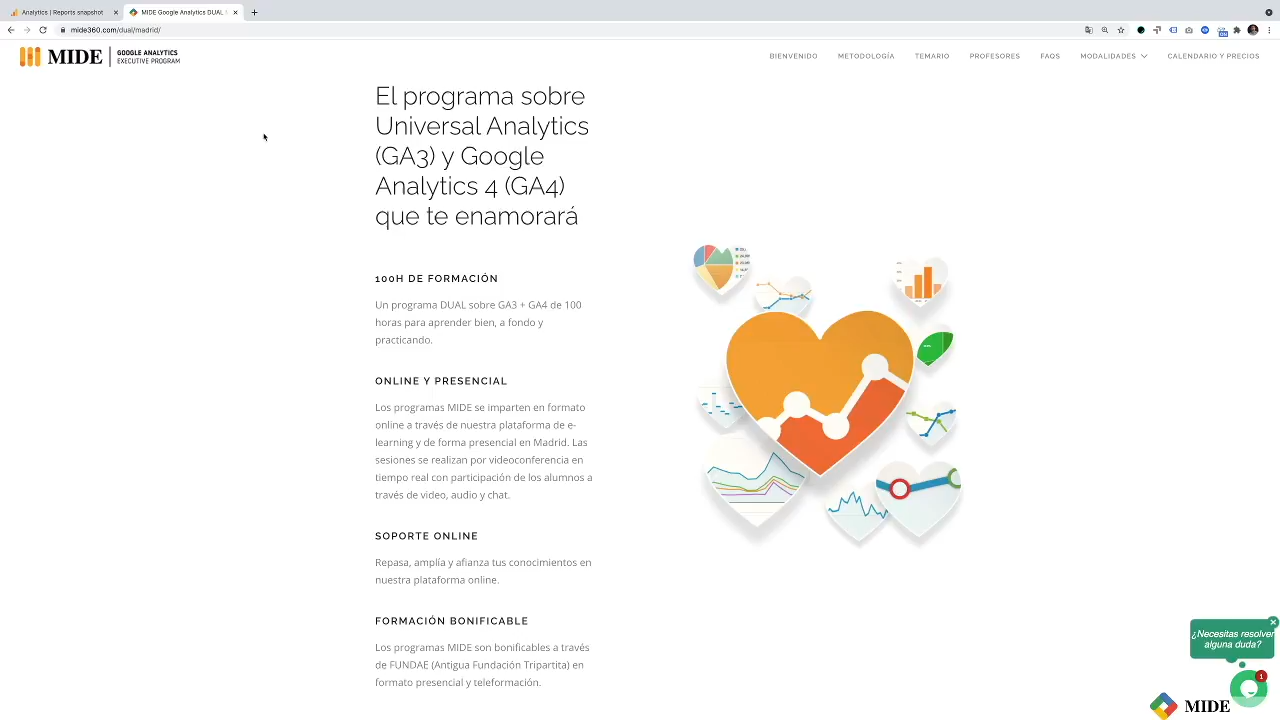 Analytics | Reports snapshot
MIDE Google Analytics DUAL
mide360.com/dual/madrid/
MIDE
GOOGLE ANALYTICS
EXECUTIVE PROGRAM
BIENVENIDO
METODOLOGÍA
TEMARIO
PROFESORES
FAQS
MODALIDADES
CALENDARIO Y PRECIOS
El programa sobre
Universal Analytics
(GA3) y Google
Analytics 4 (GA4)
que te enamorará
100H DE FORMACIÓN
Un programa DUAL sobre GA3 + GA4 de 100
horas para aprender bien, a fondo y
practicando.
ONLINE Y PRESENCIAL
Los programas MIDE se imparten en formato
online a través de nuestra plataforma de e-
learning y de forma presencial en Madrid. Las
sesiones se realizan por videoconferencia en
tiempo real con participación de los alumnos a
través de video, audio y chat.
SOPORTE ONLINE
Repasa, amplía y afianza tus conocimientos en
nuestra plataforma online.
FORMACIÓN BONIFICABLE
Los programas MIDE son bonificables a través
de FUNDAE (Antigua Fundación Tripartita) en
formato presencial y teleformación.
¿Necesitas resolver
alguna duda?
1
MIDE